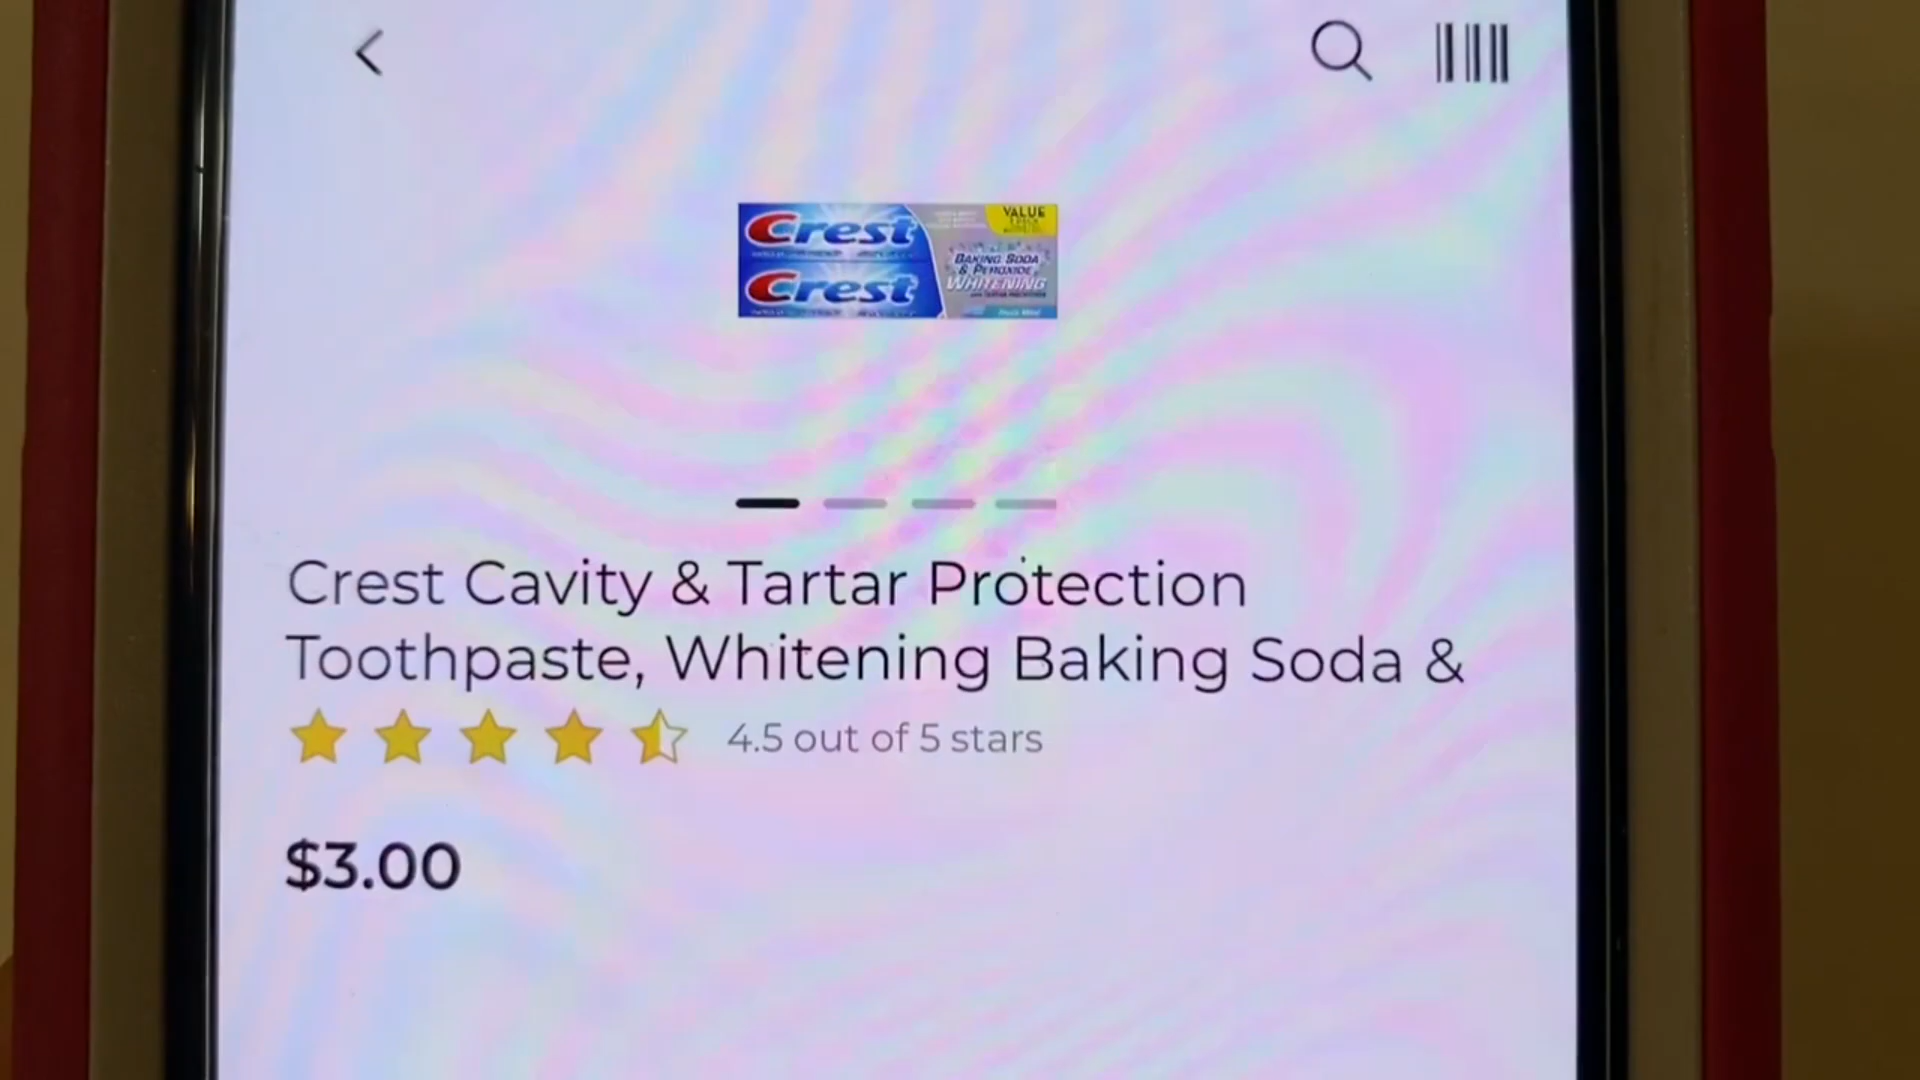 Crest
Crest
VALUE
BAKING SODA
& PEROXIDE
WHITENING
Crest Cavity & Tartar Protection
Toothpaste, Whitening Baking Soda &
4.5 out of 5 stars
$3.00